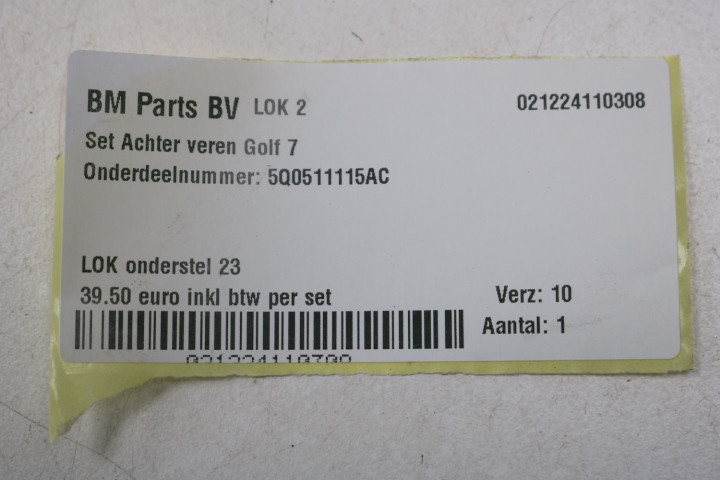 BM Parts BV LOK 2 021224110308
Set Achter veren Golf 7
Onderdeelnummer: 5Q0511115AC
LOK onderstel 23
39.50 euro inkl btw per set Verz: 10
Aantal: 1
021224110308